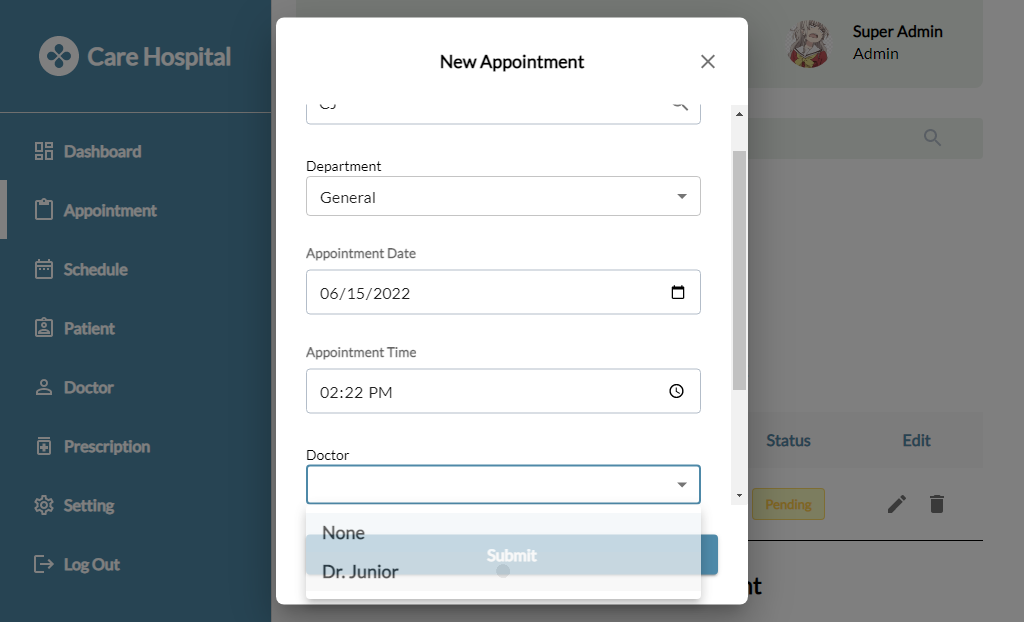 Care Hospital
Dashboard
Appointment
Schedule
Patient
Doctor
Prescription
Setting
Log Out
New Appointment
Department
General
Appointment Date
06/15/2022
Appointment Time
02:22 PM
Doctor
None
Submit
Dr. Junior
Super Admin
Admin
Status
Edit
Pending